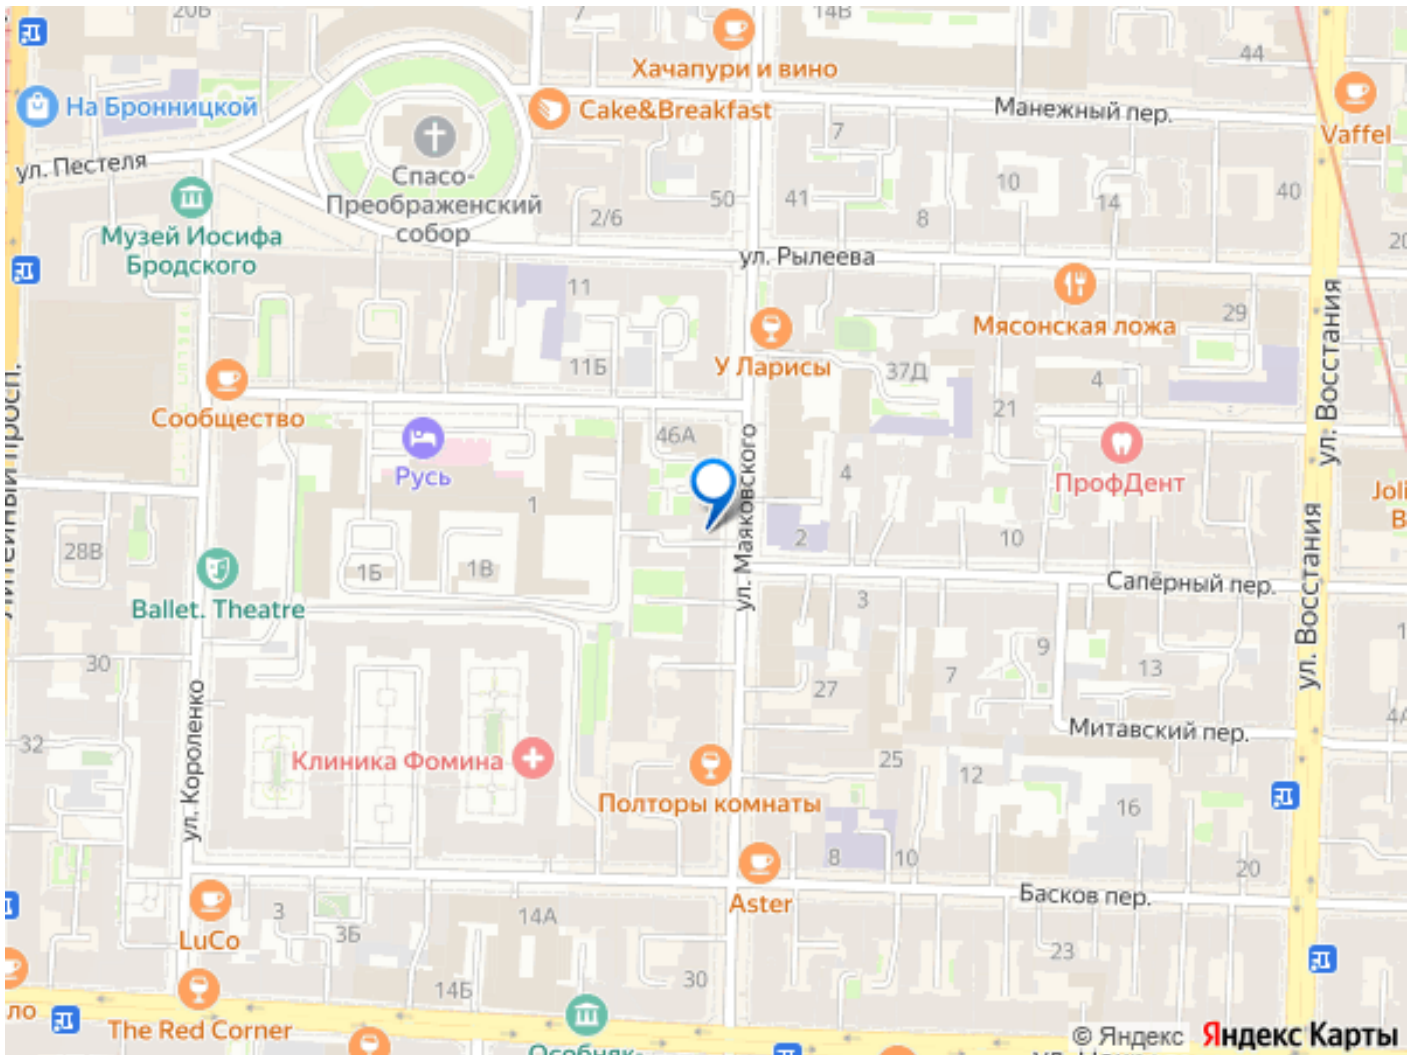 20Б
14В
44
Хачапури и вино
На Бронницкой
Cake&Breakfast
Манежный пер.
Vaffel
7
ул. Пестеля
Спасо-
Преображенский
собор
10
40
50
41
14
2/6
8
Музей Иосифа
Бродского
ул. Рылеева
20
11
29
Мясонская ложа
ул. Восстания
У Ларисы
11Б
37Д
4
21
Сообщество
46А
Русь
4
ПрофДент
1
Литейный просп.
ул. Маяковского
2
10
28В
1Б
1В
Ballet. Theatre
Сапёрный пер.
3
ул. Восстания
30
9
7
13
27
ул. Короленко
32
Митавский пер.
Клиника Фомина
25
12
Полторы комнаты
16
8
10
20
Aster
Басков пер.
3
3Б
14А
LuCo
23
30
14Б
ло
The Red Corner
© Яндекс
Яндекс Карты